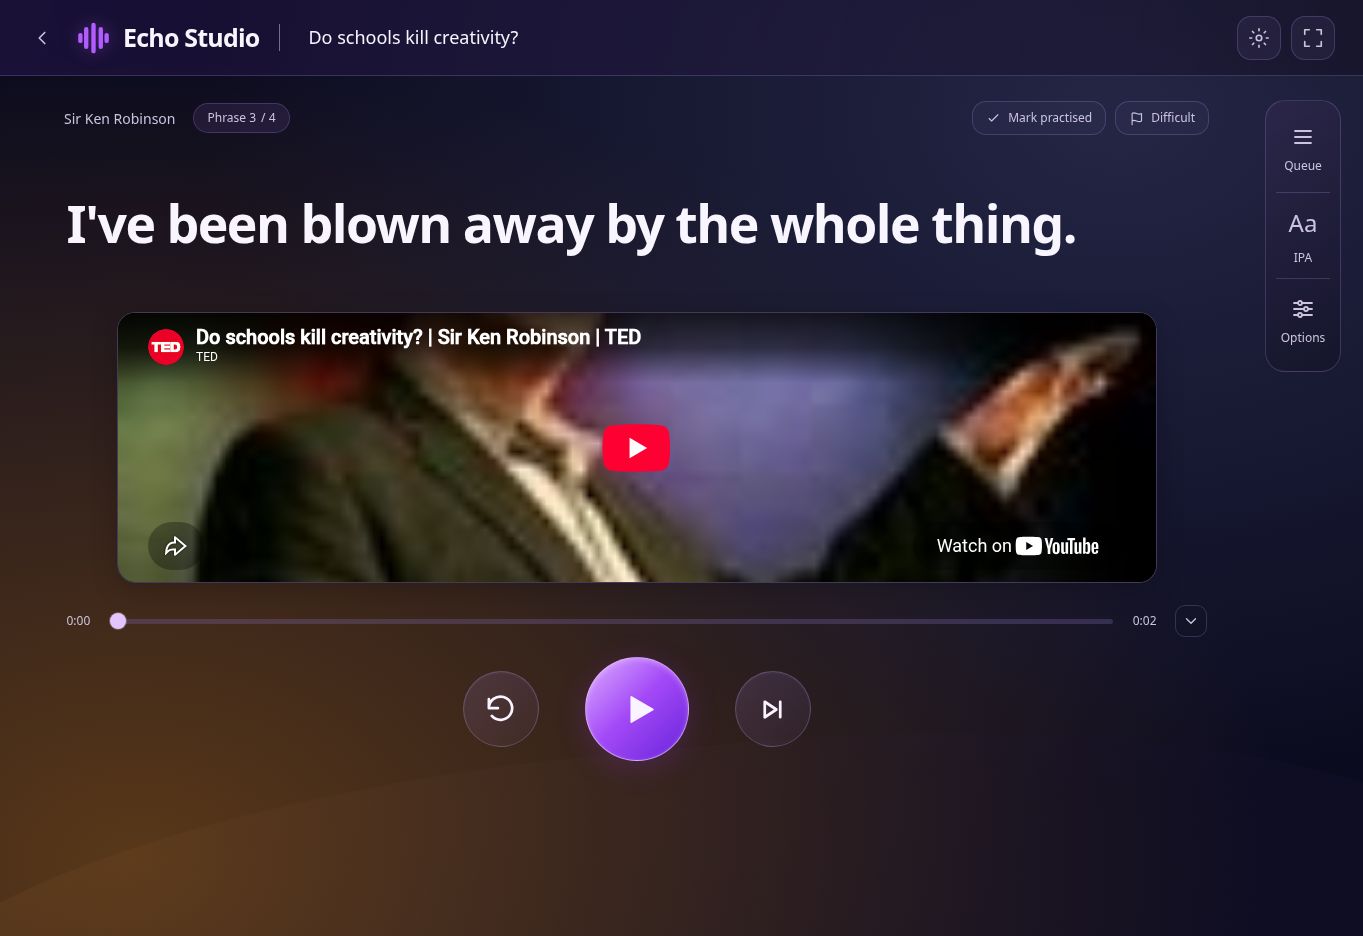 Echo Studio
Do schools kill creativity?
Sir Ken Robinson
Phrase 3 / 4
Mark practised
Difficult
Queue
Aa
IPA
Options
I've been blown away by the whole thing.
TED
Do schools kill creativity? | Sir Ken Robinson | TED
TED
Watch on YouTube
0:00
0:02